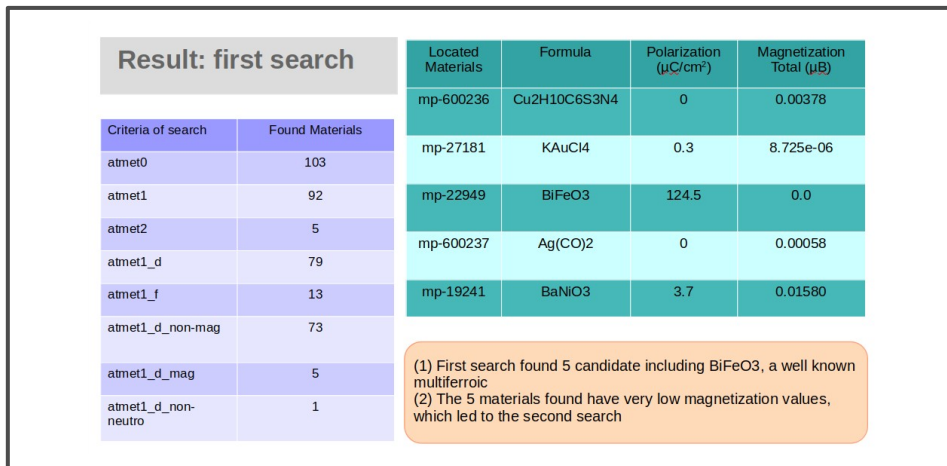 Result: first search
Criteria of search Found Materials
atmet0 103
atmet1 92
atmet2 5
atmet1_d 79
atmet1_f 13
atmet1_d_non-mag 73
atmet1_d_mag 5
atmet1_d_non-
neutro 1
Located Formula Polarization Magnetization
Materials (µC/cm²) Total (µB)
mp-600236 Cu2H10C6S3N4 0 0.00378
mp-27181 KAuCl4 0.3 8.725e-06
mp-22949 BiFeO3 124.5 0.0
mp-600237 Ag(CO)2 0 0.00058
mp-19241 BaNiO3 3.7 0.01580
(1) First search found 5 candidate including BiFeO3, a well known
multiferroic
(2) The 5 materials found have very low magnetization values,
which led to the second search